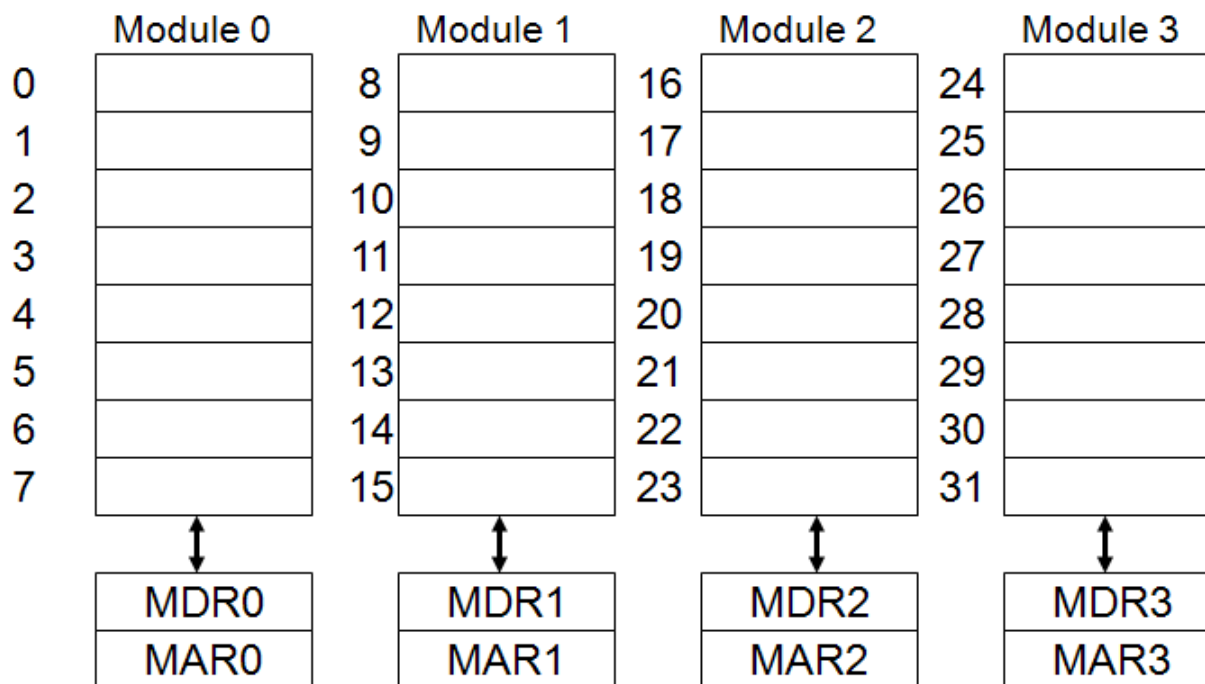 Module 0 Module 1 Module 2 Module 3
0 8 16 24
1 9 17 25
2 10 18 26
3 11 19 27
4 12 20 28
5 13 21 29
6 14 22 30
7 15 23 31
MDR0 MDR1 MDR2 MDR3
MAR0 MAR1 MAR2 MAR3